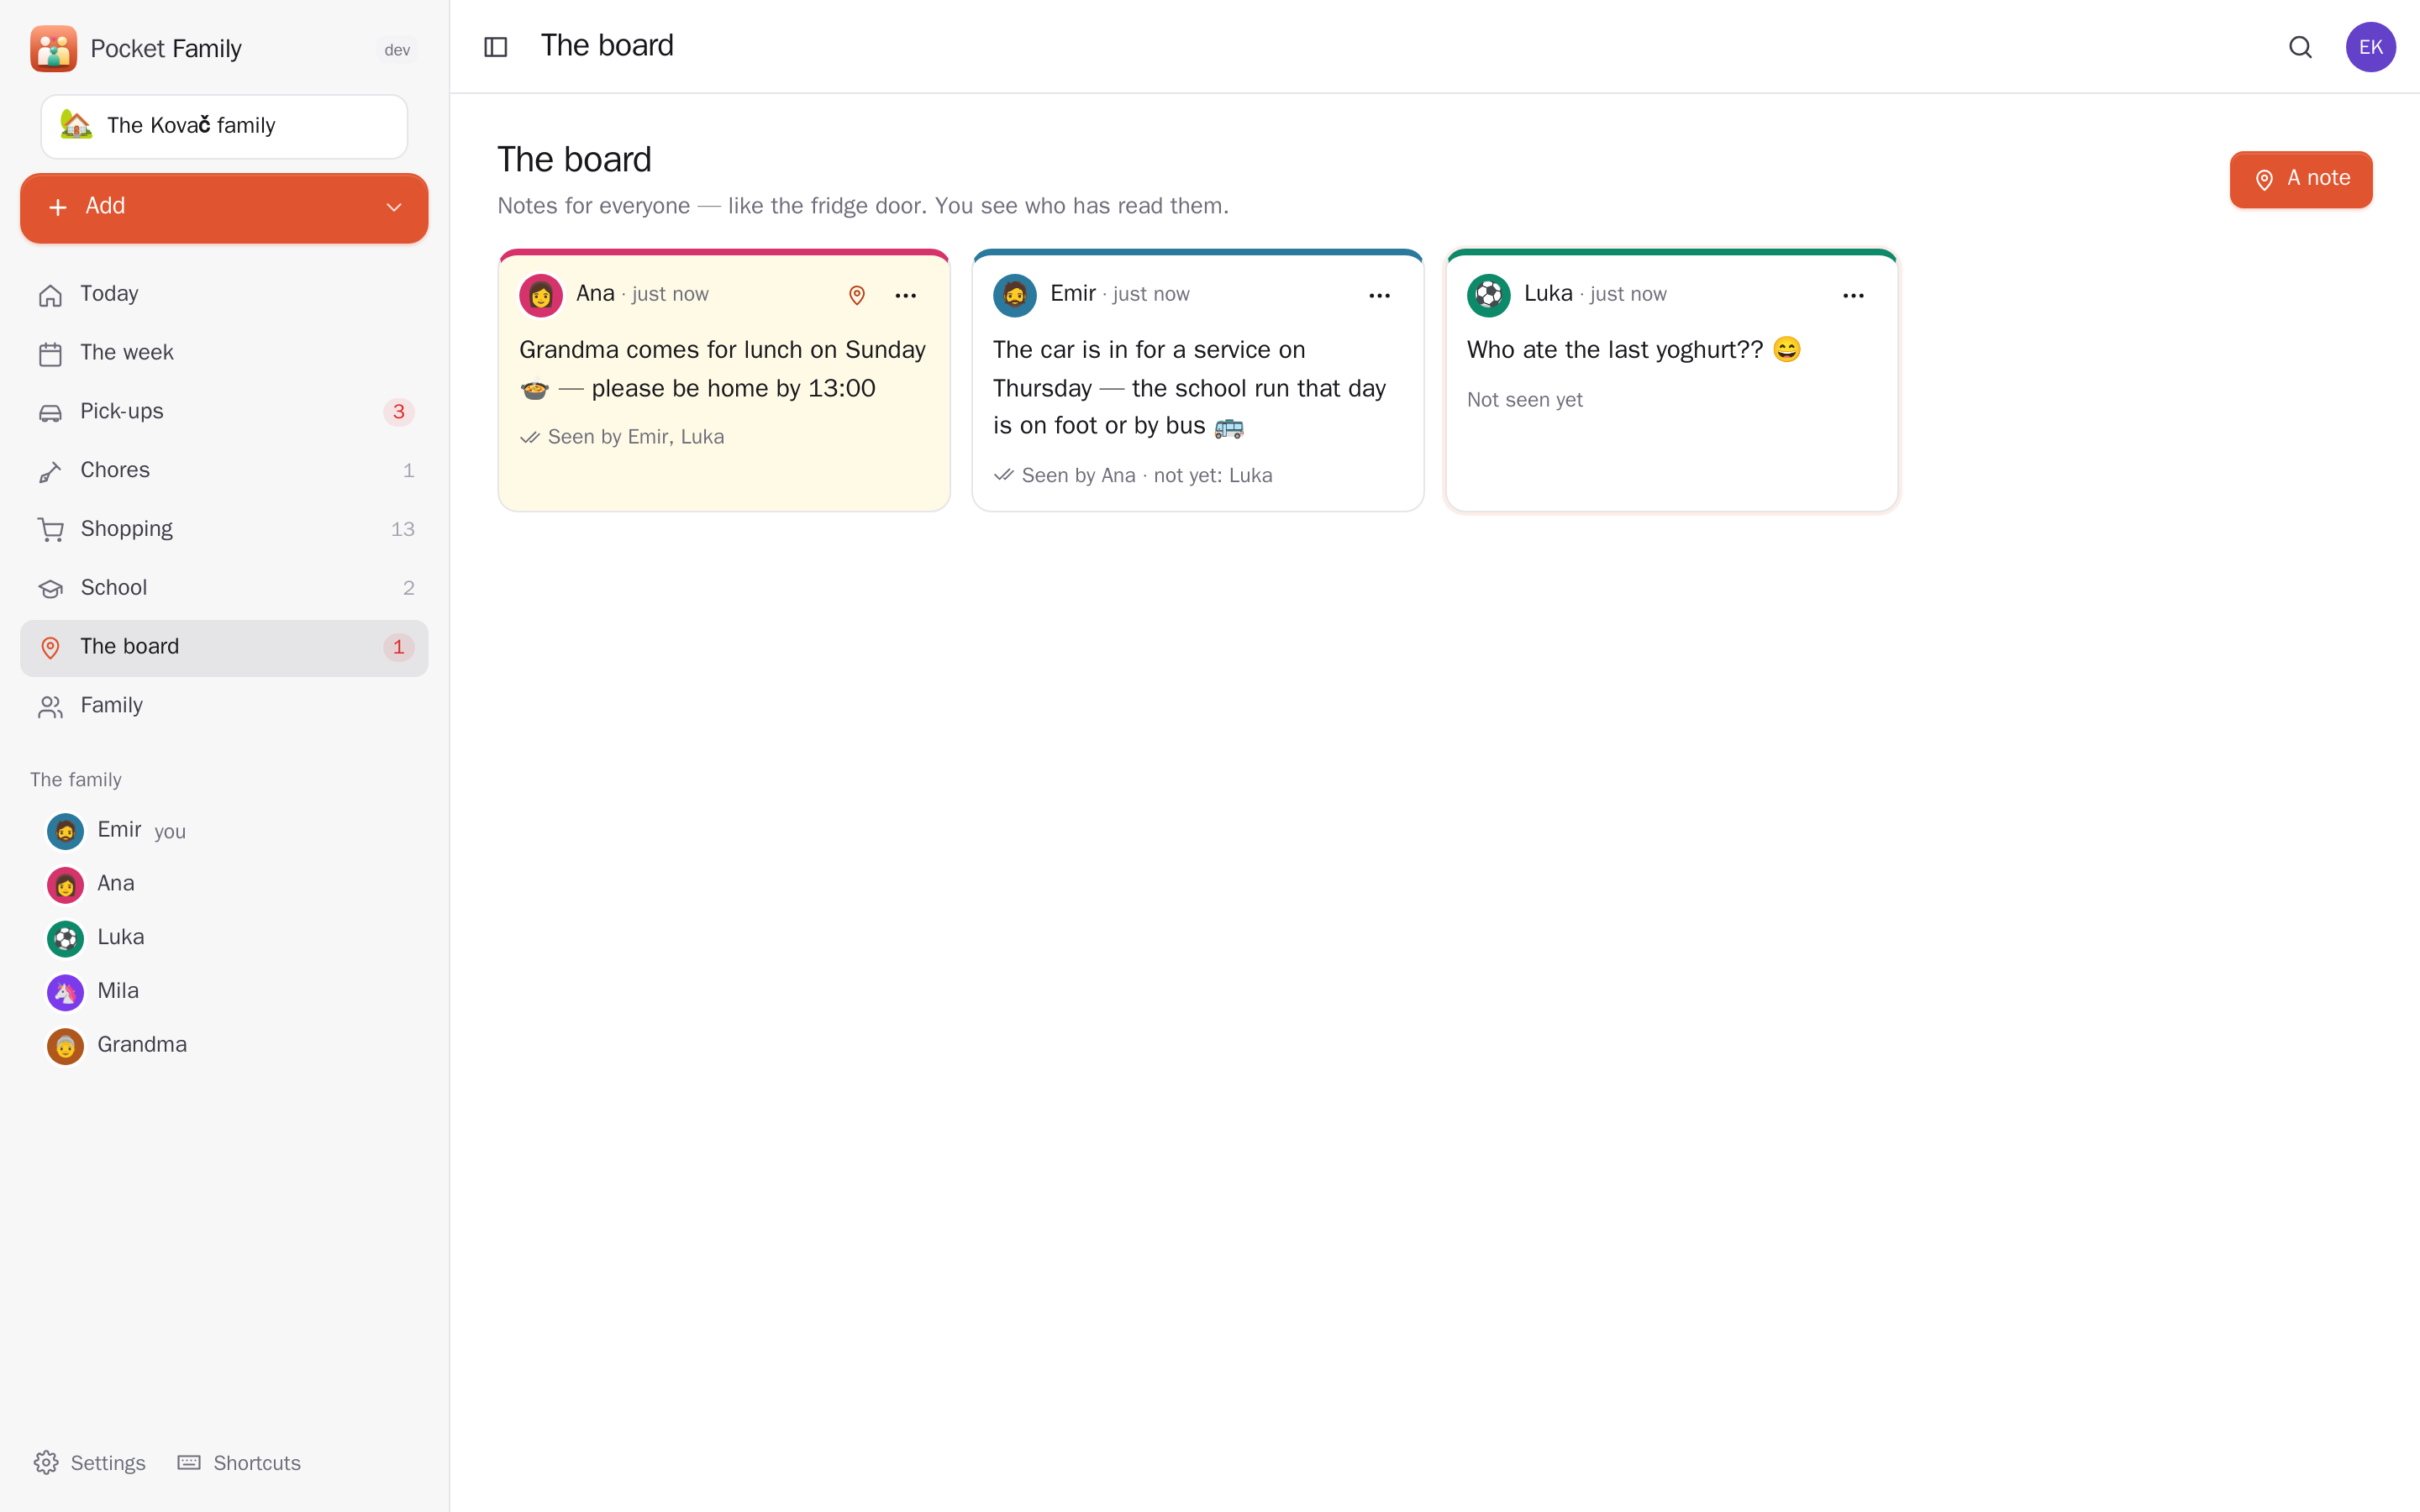 Pocket Family
dev
The Kovač family
Add
Today
The week
Pick-ups
3
Chores
1
Shopping
13
School
2
The board
1
Family
The family
Emir you
Ana
Luka
Mila
Grandma
Settings
Shortcuts
The board
EK
The board
Notes for everyone — like the fridge door. You see who has read them.
A note
Ana · just now
Grandma comes for lunch on Sunday
🍲 — please be home by 13:00
Seen by Emir, Luka
Emir · just now
The car is in for a service on
Thursday — the school run that day
is on foot or by bus 🚌
Seen by Ana · not yet: Luka
Luka · just now
Who ate the last yoghurt?? 😄
Not seen yet